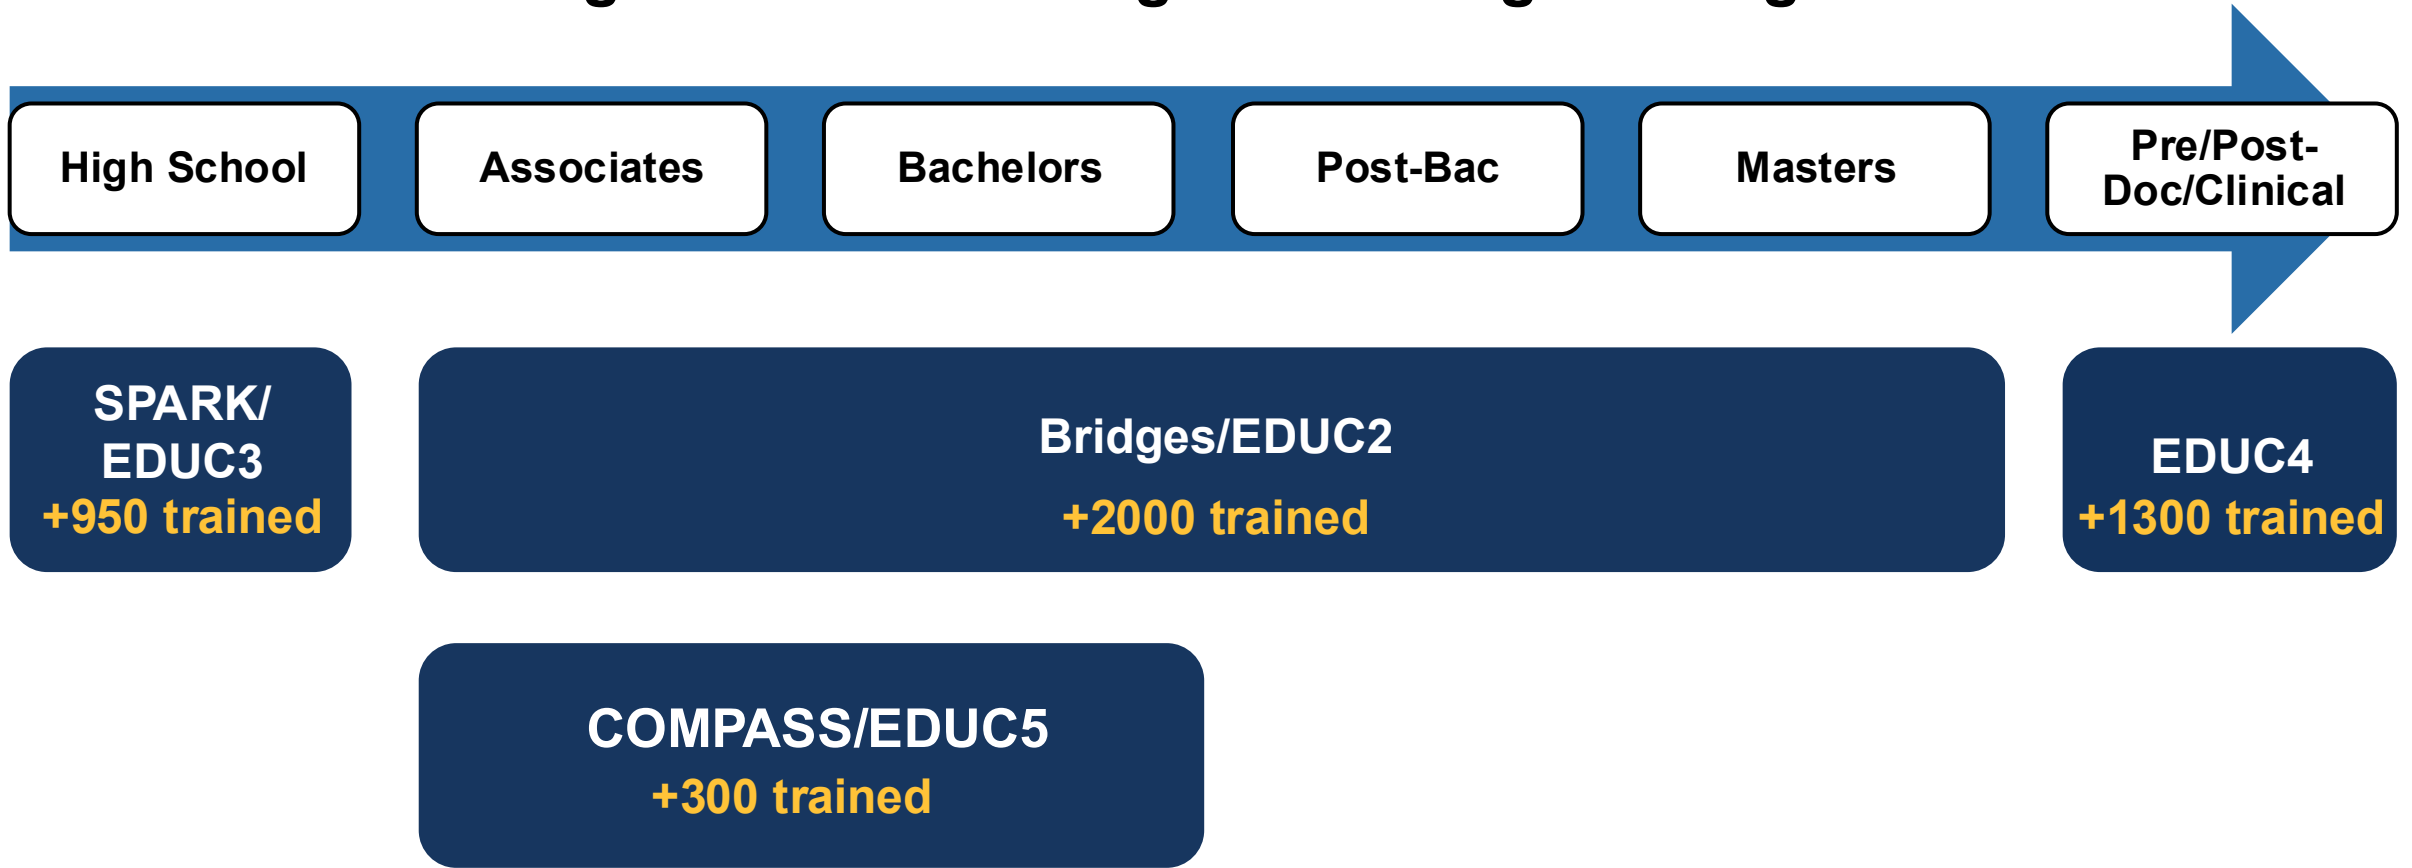 High School
Associates
Bachelors
Post-Bac
Masters
Pre/Post-
Doc/Clinical
SPARK/
EDUC3
+950 trained
Bridges/EDUC2
+2000 trained
EDUC4
+1300 trained
COMPASS/EDUC5
+300 trained